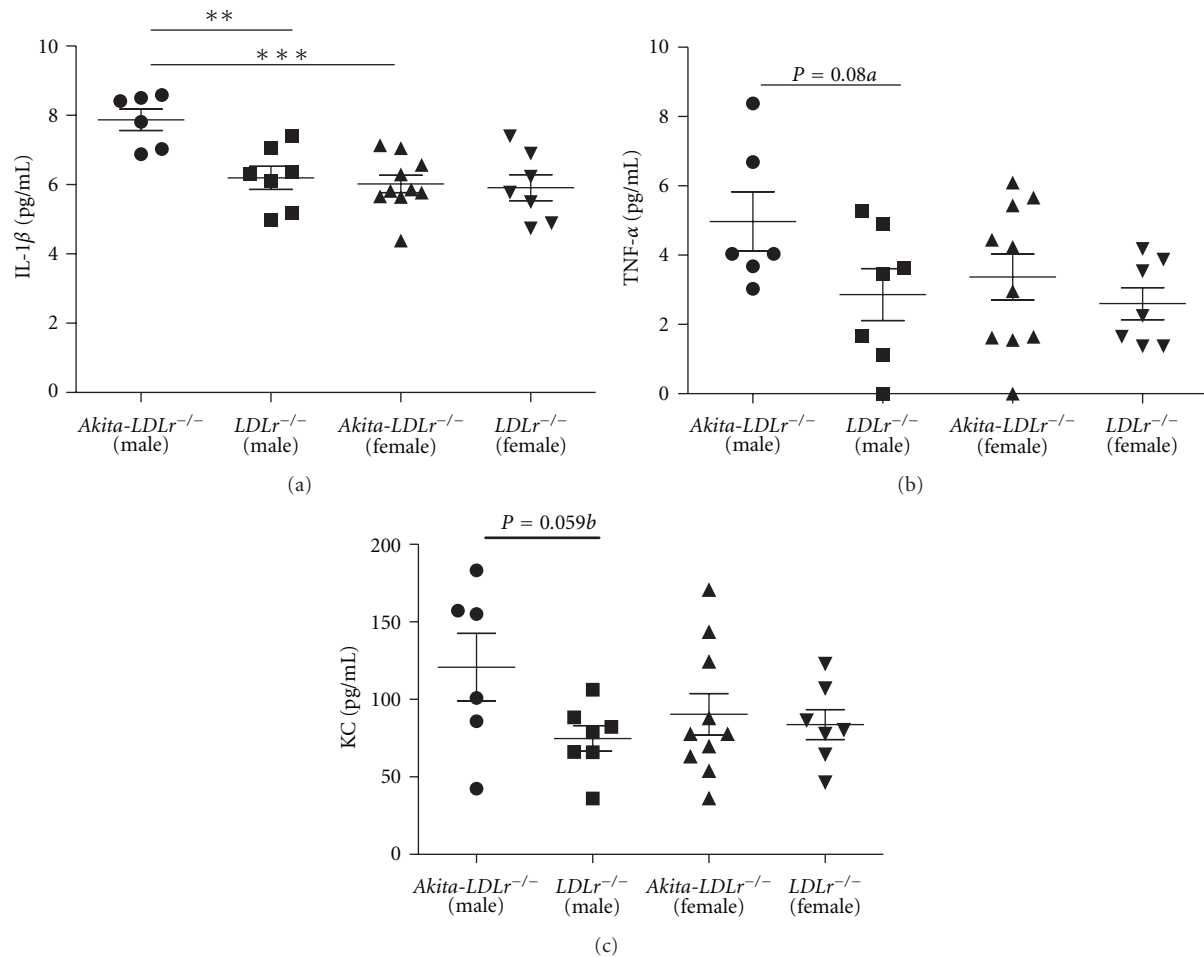 **
***
10
8
6
4
2
0
IL-1β (pg/mL)
Akita-LDLr−/−
(male)
LDLr−/−
(male)
Akita-LDLr−/−
(female)
LDLr−/−
(female)
(a)
P = 0.08a
10
8
6
4
2
0
TNF-α (pg/mL)
Akita-LDLr−/−
(male)
LDLr−/−
(male)
Akita-LDLr−/−
(female)
LDLr−/−
(female)
(b)
P = 0.059b
200
150
100
50
0
KC (pg/mL)
Akita-LDLr−/−
(male)
LDLr−/−
(male)
Akita-LDLr−/−
(female)
LDLr−/−
(female)
(c)